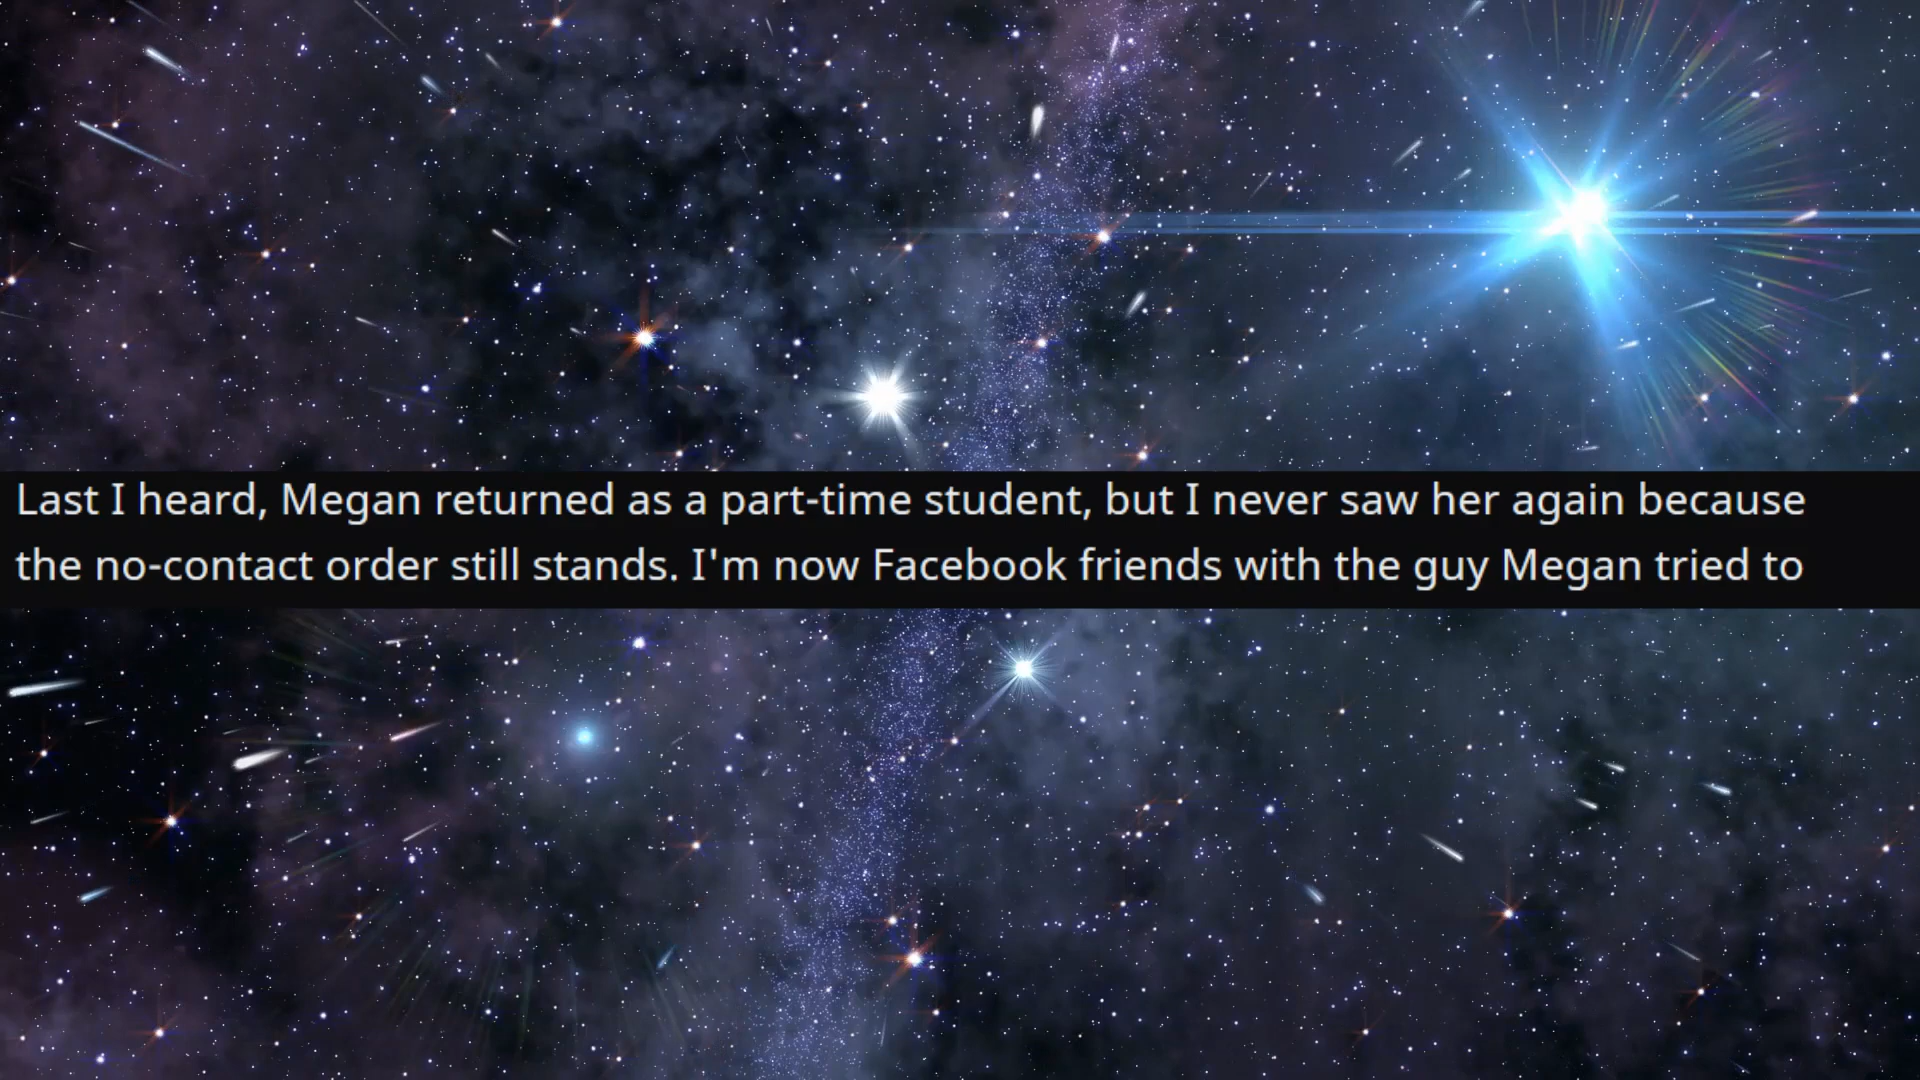 Last I heard, Megan returned as a part-time student, but I never saw her again because
the no-contact order still stands. I'm now Facebook friends with the guy Megan tried to